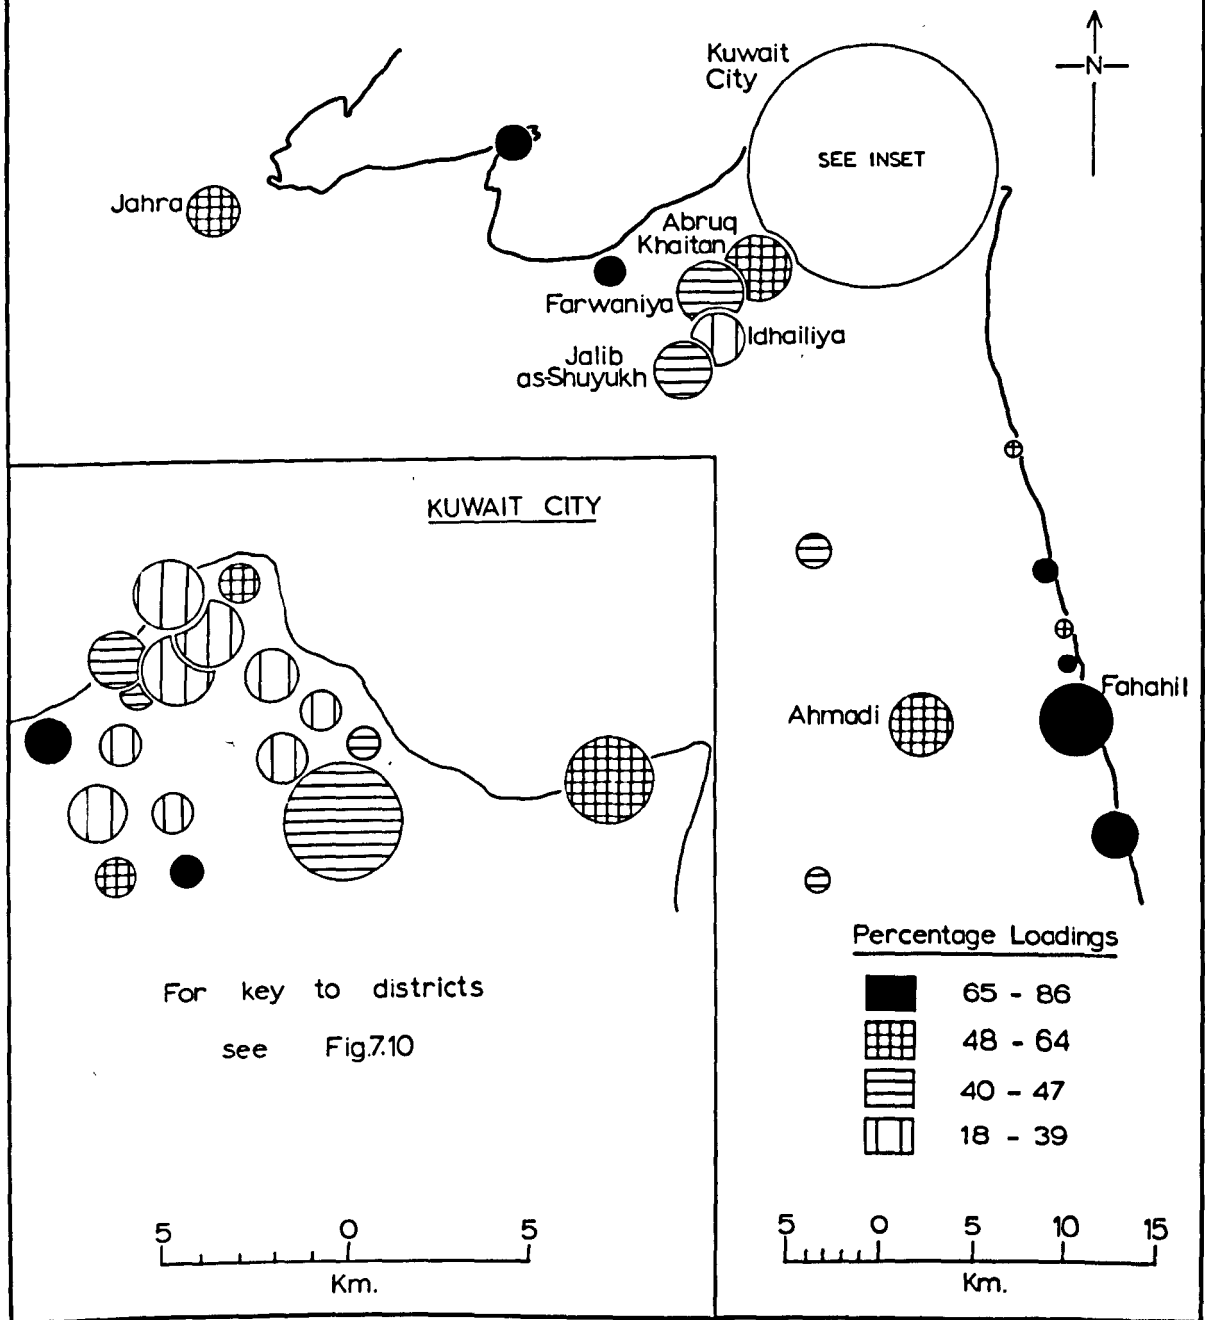 Kuwait
City
N
SEE INSET
Jahra
Abruq
Khaitan
Farwaniya
Idhailiya
Jalib
as-Shuyukh
KUWAIT CITY
Fahahil
Ahmadi
For key to districts
see Fig.7.10
Percentage Loadings
65 - 86
48 - 64
40 - 47
18 - 39
5 0 5
Km.
5 0 5 10 15
Km.